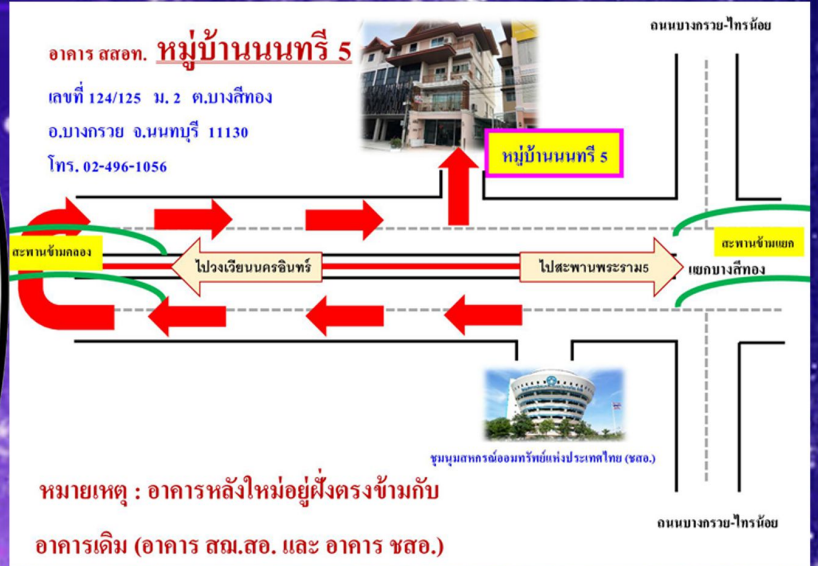 ถนนบางกรวย-ไทรน้อย
อาคาร สสอท. หมู่บ้านนนทรี 5
เลขที่ 124/125 ม. 2 ต.บางสีทอง
อ.บางกรวย จ.นนทบุรี 11130
โทร. 02-496-1056
หมู่บ้านนนทรี 5
สะพานข้ามคลอง
สะพานข้ามแยก
ไปวงเวียนนครอินทร์
ไปสะพานพระราม5
แยกบางสีทอง
ชุมนุมสหกรณ์ออมทรัพย์แห่งประเทศไทย (ชสอ.)
หมายเหตุ : อาคารหลังใหม่อยู่ฝั่งตรงข้ามกับ
อาคารเดิม (อาคาร สฌ.สอ. และ อาคาร ชสอ.)
ถนนบางกรวย-ไทรน้อย